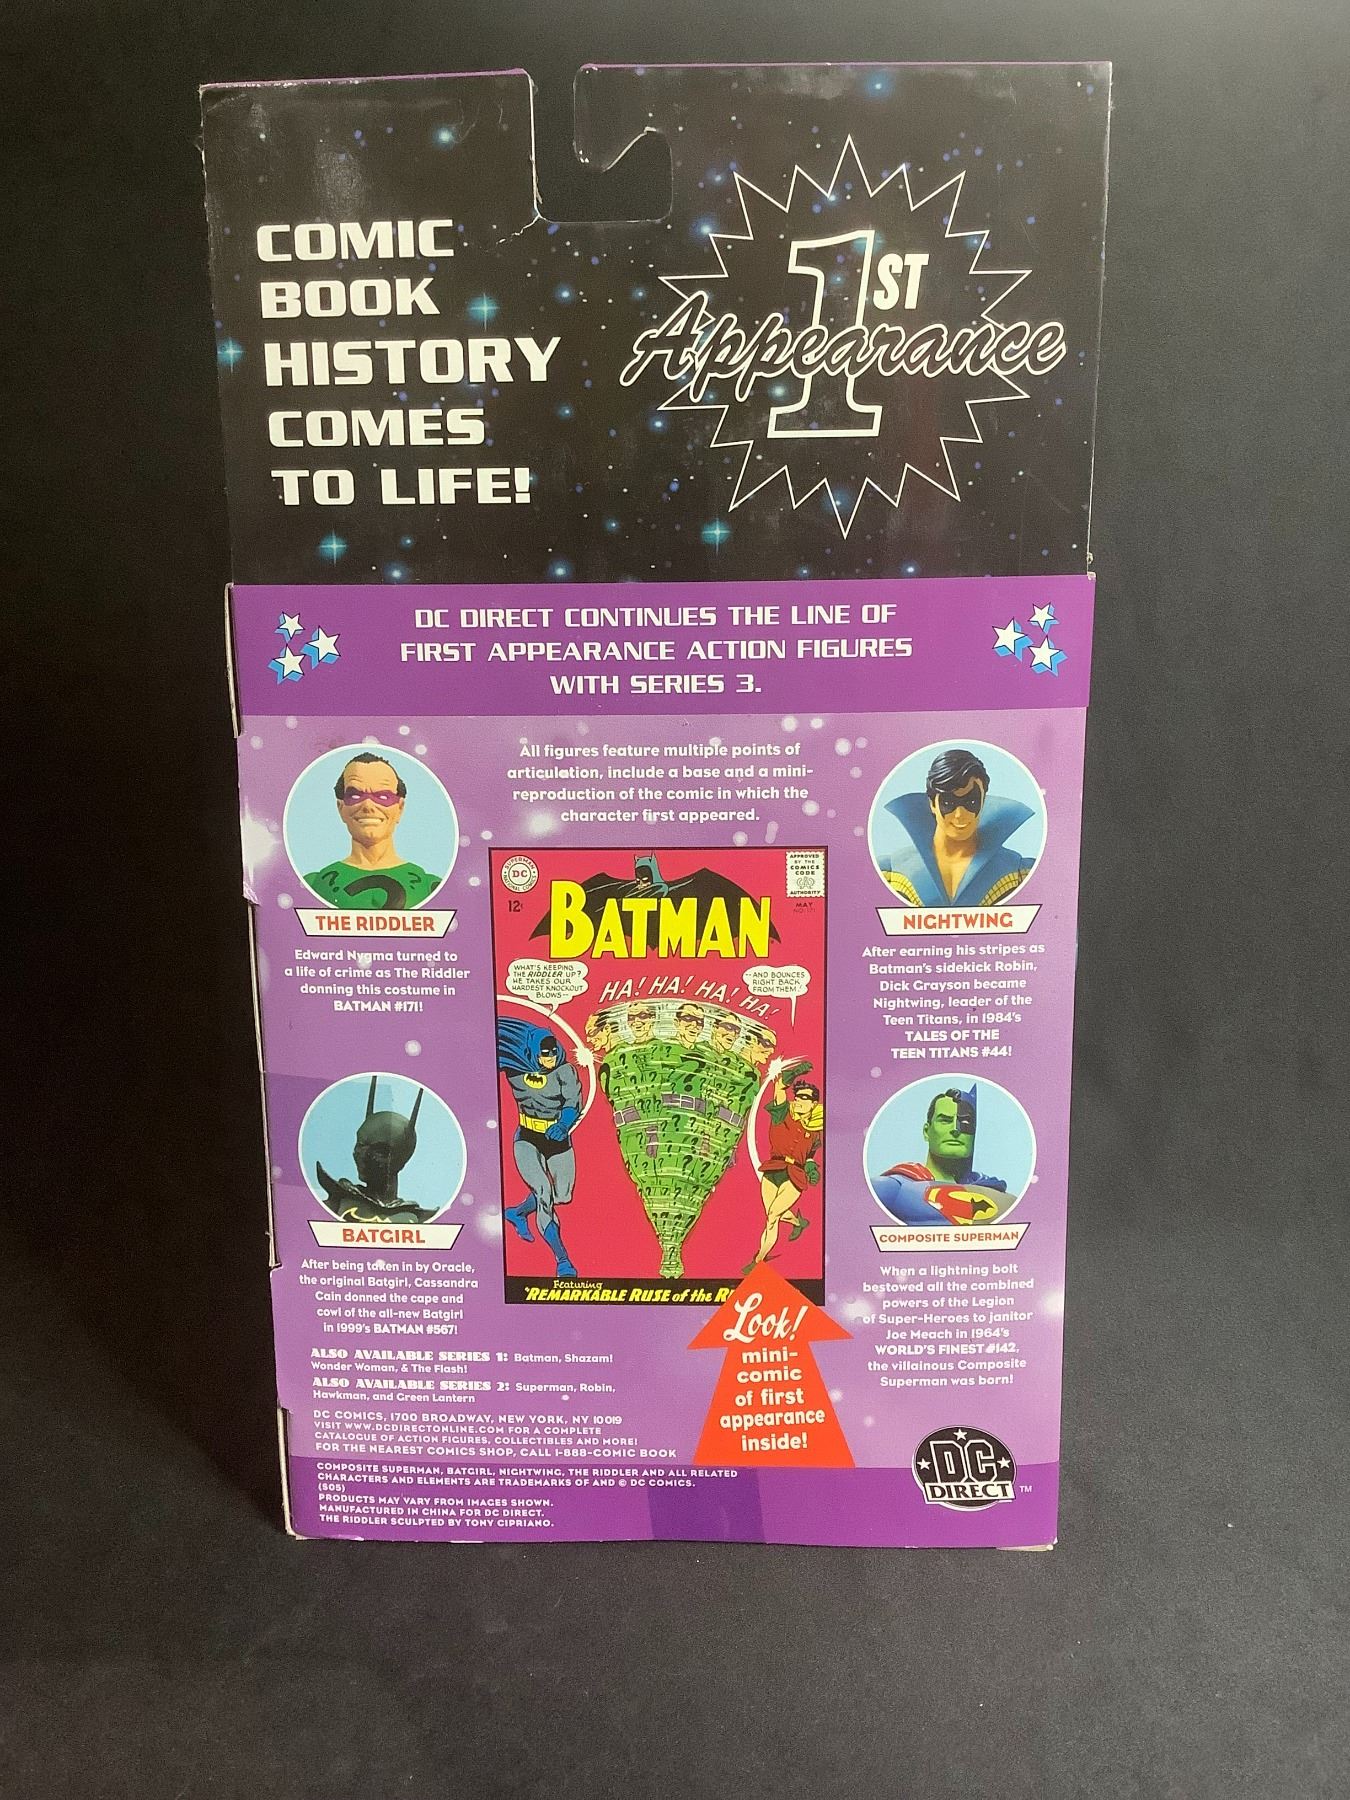 COMIC
BOOK
HISTORY
COMES
TO LIFE!
1ST
Appearance
DC DIRECT CONTINUES THE LINE OF
FIRST APPEARANCE ACTION FIGURES
WITH SERIES 3.
All figures feature multiple points of
articulation, include a base and a mini-
reproduction of the comic in which the
character first appeared.
THE RIDDLER
Edward Nygma turned to
a life of crime as The Riddler
donning this costume in
BATMAN #171!
NIGHTWING
After earning his stripes as
Batman's sidekick Robin,
Dick Grayson became
Nightwing, leader of the
Teen Titans, in 1984's
TALES OF THE
TEEN TITANS #44!
SUPERMAN
DC
NATIONAL COMICS
12¢
BATMAN
APPROVED
BY THE
COMICS
CODE
AUTHORITY
MAY
NO. 171
WHAT'S KEEPING
THE RIDDLER UP?
HE TAKES OUR
HARDEST KNOCKOUT
BLOWS--
HA! HA! HA! HA!
--AND BOUNCES
RIGHT BACK
FROM THEM!
Featuring
"REMARKABLE RUSE of the
BATGIRL
After being taken in by Oracle,
the original Batgirl, Cassandra
Cain donned the cape and
cowl of the all-new Batgirl
in 1999's BATMAN #567!
COMPOSITE SUPERMAN
When a lightning bolt
bestowed all the combined
powers of the Legion
of Super-Heroes to janitor
Joe Meach in 1964's
WORLD'S FINEST #142,
the villainous Composite
Superman was born!
Look!
mini-
comic
of first
appearance
inside!
ALSO AVAILABLE SERIES 1: Batman, Shazam!
Wonder Woman, & The Flash!
ALSO AVAILABLE SERIES 2: Superman, Robin,
Hawkman, and Green Lantern
DC COMICS, 1700 BROADWAY, NEW YORK, NY 10019
VISIT WWW.DCDIRECTONLINE.COM FOR A COMPLETE
CATALOGUE OF ACTION FIGURES, COLLECTIBLES AND MORE!
FOR THE NEAREST COMICS SHOP, CALL 1-888-COMIC BOOK
COMPOSITE SUPERMAN, BATGIRL, NIGHTWING, THE RIDDLER AND ALL RELATED
CHARACTERS AND ELEMENTS ARE TRADEMARKS OF AND © DC COMICS.
(S05)
PRODUCTS MAY VARY FROM IMAGES SHOWN.
MANUFACTURED IN CHINA FOR DC DIRECT.
THE RIDDLER SCULPTED BY TONY CIPRIANO.
DC
DIRECT
TM